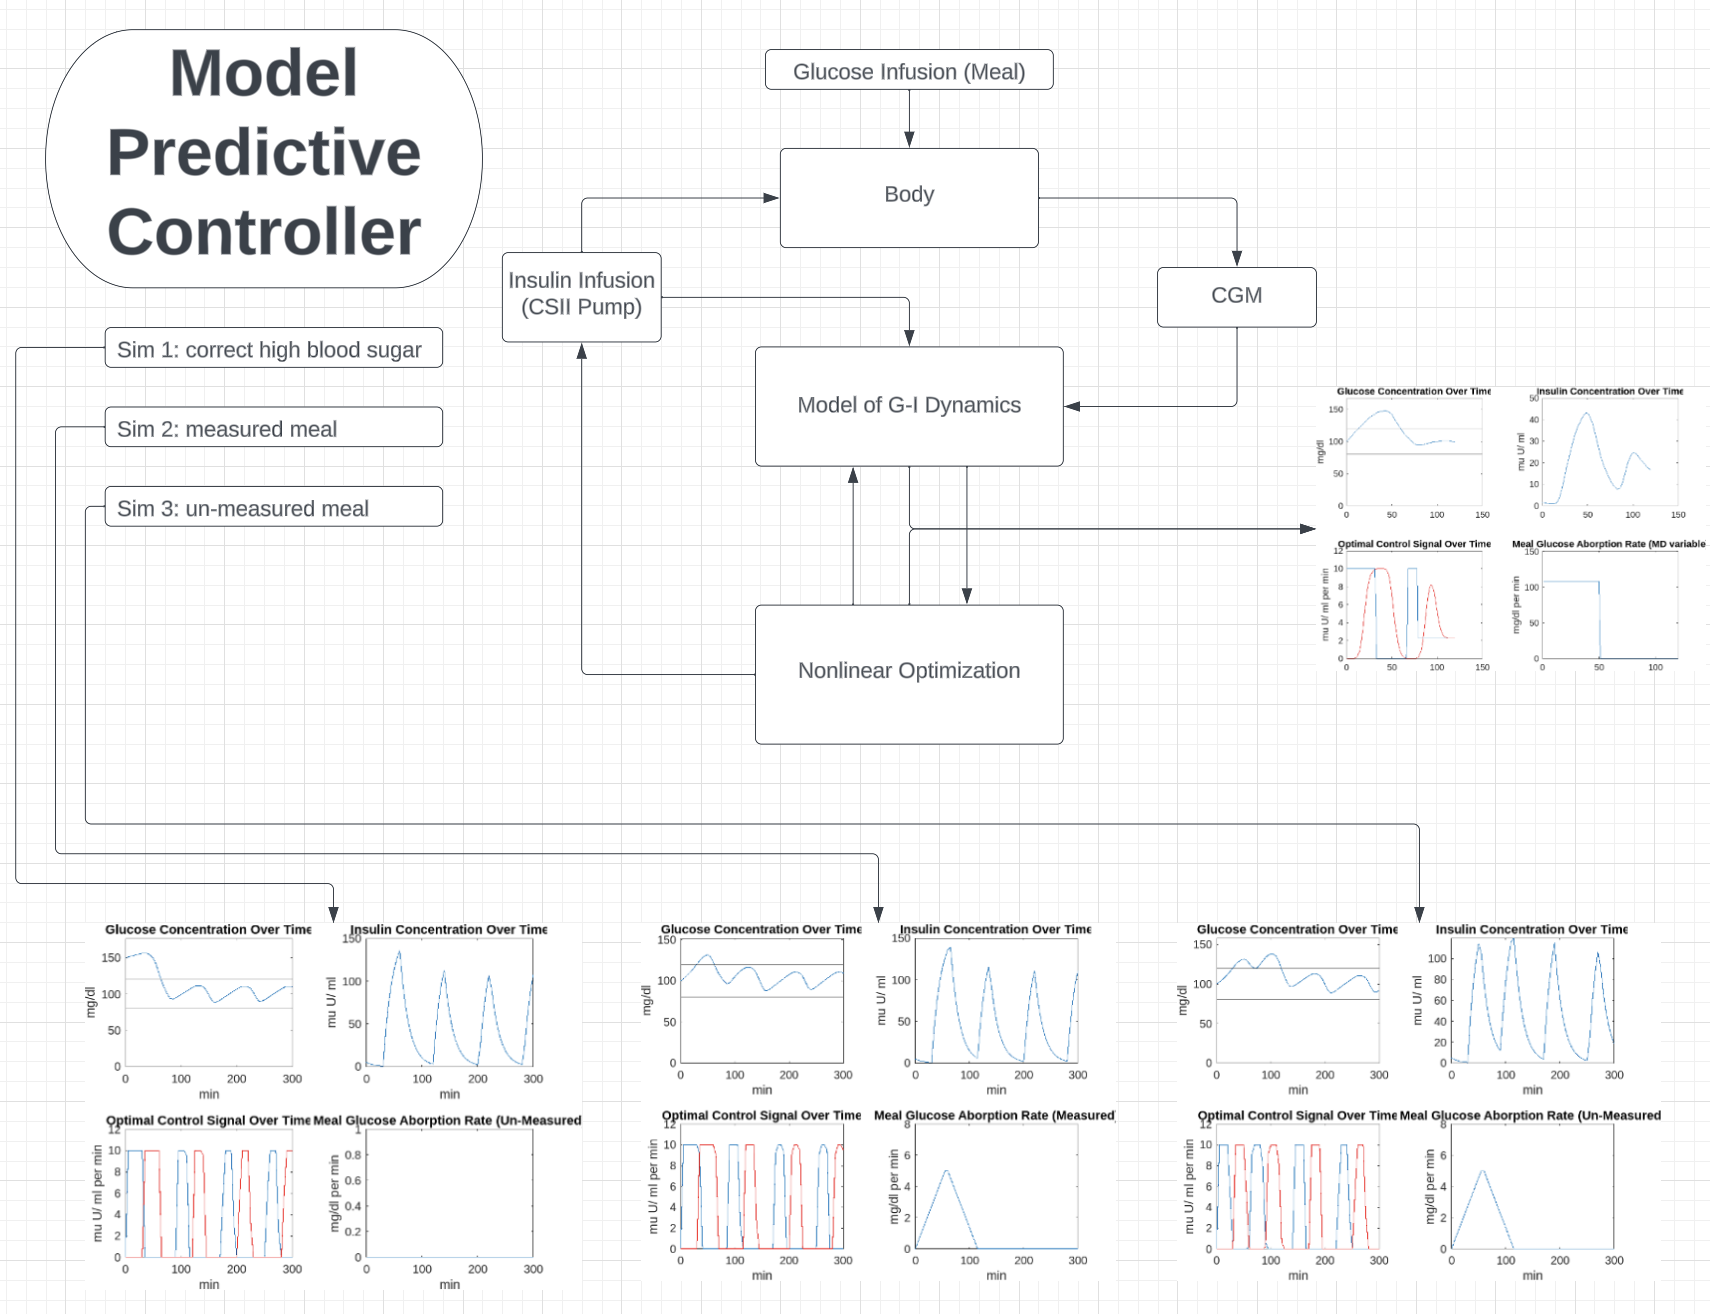 Model
Predictive
Controller
Glucose Infusion (Meal)
Body
Insulin Infusion
(CSII Pump)
CGM
Sim 1: correct high blood sugar
Sim 2: measured meal
Sim 3: un-measured meal
Model of G-I Dynamics
Nonlinear Optimization
Glucose Concentration Over Time
mg/dl
150
100
50
0
0 50 100 150
Insulin Concentration Over Time
mu U/ ml
50
40
30
20
10
0
0 50 100 150
Optimal Control Signal Over Time
mu U/ ml per min
12
10
8
6
4
2
0
0 50 100 150
Meal Glucose Aborption Rate (MD variable
mg/dl per min
150
100
50
0
0 50 100
Glucose Concentration Over Time
mg/dl
150
100
50
0
0 100 200 300
min
Insulin Concentration Over Time
mu U/ ml
150
100
50
0
0 100 200 300
min
Optimal Control Signal Over Time
mu U/ ml per min
12
10
8
6
4
2
0
0 100 200 300
min
Meal Glucose Aborption Rate (Un-Measured
mg/dl per min
1
0.8
0.6
0.4
0.2
0
0 100 200 300
min
Glucose Concentration Over Time
mg/dl
150
100
50
0
0 100 200 300
min
Insulin Concentration Over Time
mu U/ ml
150
100
50
0
0 100 200 300
min
Optimal Control Signal Over Time
mu U/ ml per min
12
10
8
6
4
2
0
0 100 200 300
min
Meal Glucose Aborption Rate (Measured
mg/dl per min
8
6
4
2
0
0 100 200 300
min
Glucose Concentration Over Time
mg/dl
150
100
50
0
0 100 200 300
min
Insulin Concentration Over Time
mu U/ ml
100
80
60
40
20
0
0 100 200 300
min
Optimal Control Signal Over Time
mu U/ ml per min
12
10
8
6
4
2
0
0 100 200 300
min
Meal Glucose Aborption Rate (Un-Measured
mg/dl per min
8
6
4
2
0
0 100 200 300
min